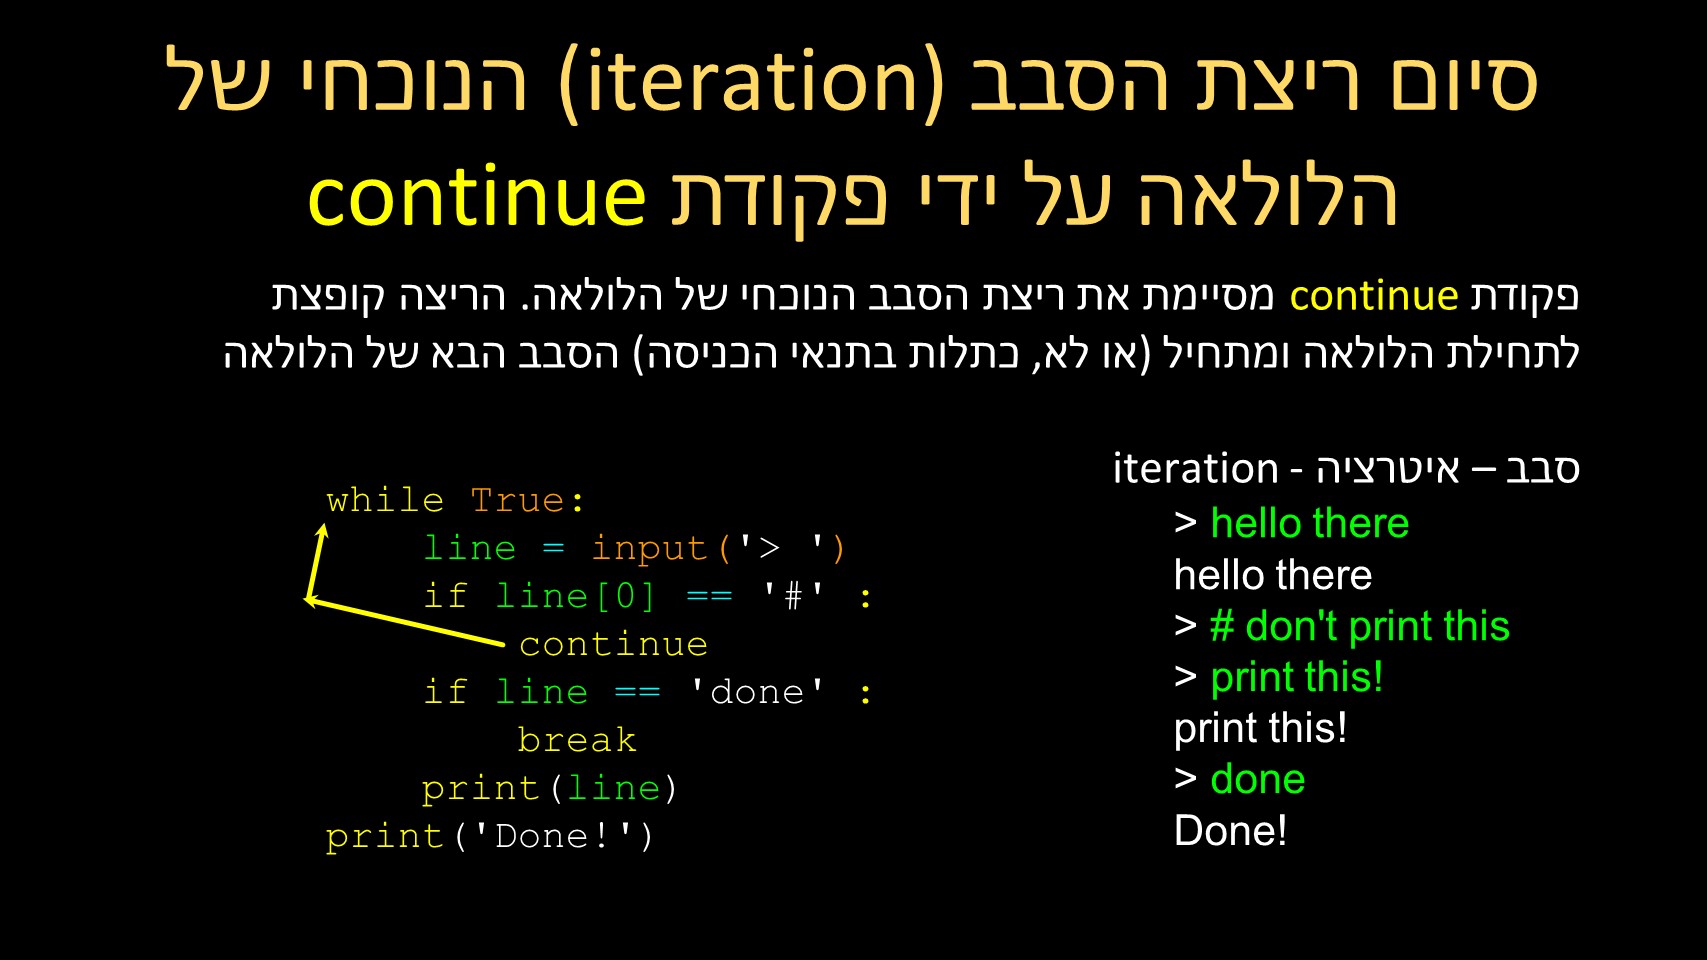 סיום ריצת הסבב (iteration) הנוכחי של
הלולאה על ידי פקודת continue
פקודת continue מסיימת את ריצת הסבב הנוכחי של הלולאה. הריצה קופצת
לתחילת הלולאה ומתחיל (או לא, כתלות בתנאי הכניסה) הסבב הבא של הלולאה
סבב – איטרציה - iteration
> hello there
hello there
> # don't print this
> print this!
print this!
> done
Done!
while True:
    line = input('> ')
    if line[0] == '#' :
        continue
    if line == 'done' :
        break
    print(line)
print('Done!')